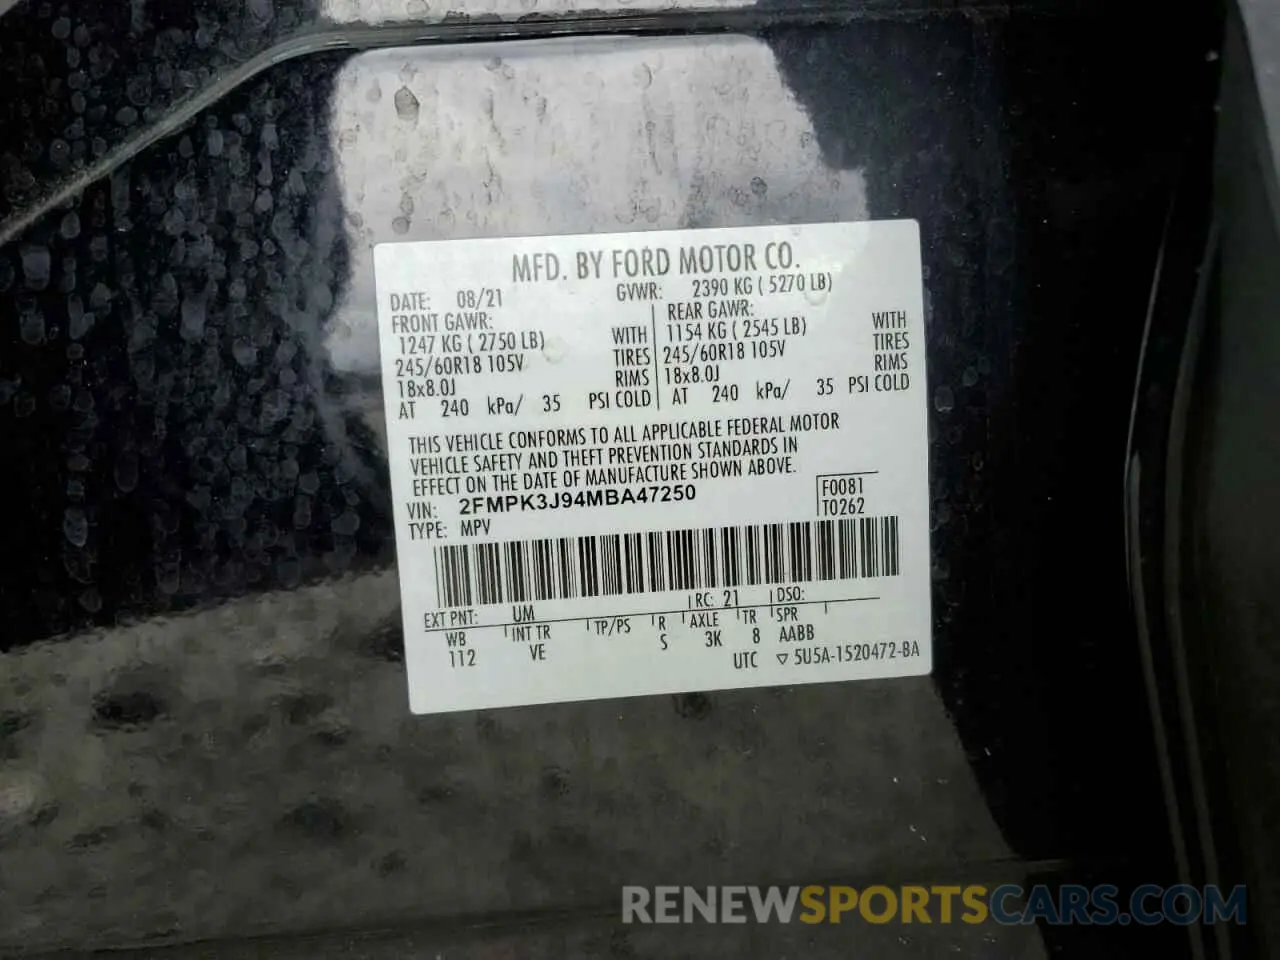 MFD. BY FORD MOTOR CO.
DATE: 08/21 GVWR: 2390 KG ( 5270 LB)
FRONT GAWR: REAR GAWR:
1247 KG ( 2750 LB) WITH 1154 KG ( 2545 LB) WITH
245/60R18 105V TIRES 245/60R18 105V TIRES
18x8.0J RIMS 18x8.0J RIMS
AT 240 kPa/ 35 PSI COLD AT 240 kPa/ 35 PSI COLD
THIS VEHICLE CONFORMS TO ALL APPLICABLE FEDERAL MOTOR
VEHICLE SAFETY AND THEFT PREVENTION STANDARDS IN
EFFECT ON THE DATE OF MANUFACTURE SHOWN ABOVE.
VIN: 2FMPK3J94MBA47250 F0081
TYPE: MPV T0262
EXT PNT: UM RC: 21 DSO:
WB INT TR TP/PS R AXLE TR SPR
112 VE S 3K 8 AABB
UTC ▽ 5U5A-1520472-BA
RENEWSPORTSCARS.COM